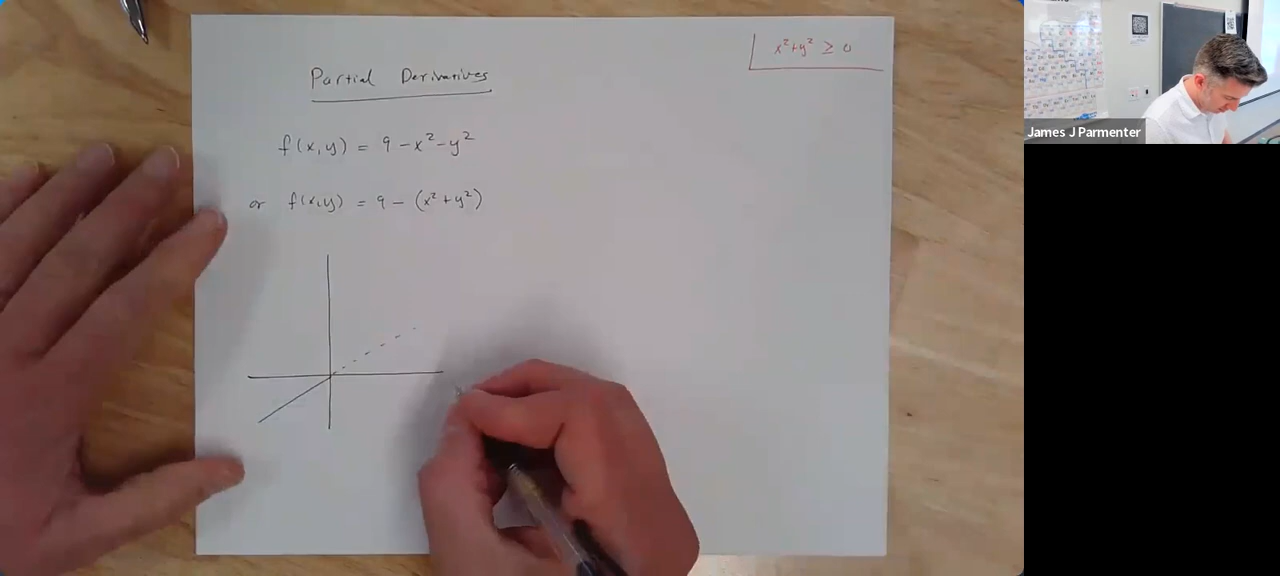 Partial Derivatives
x² + y² ≥ 0
f(x,y) = 9 - x² - y²
or f(x,y) = 9 - (x² + y²)
James J Parmenter